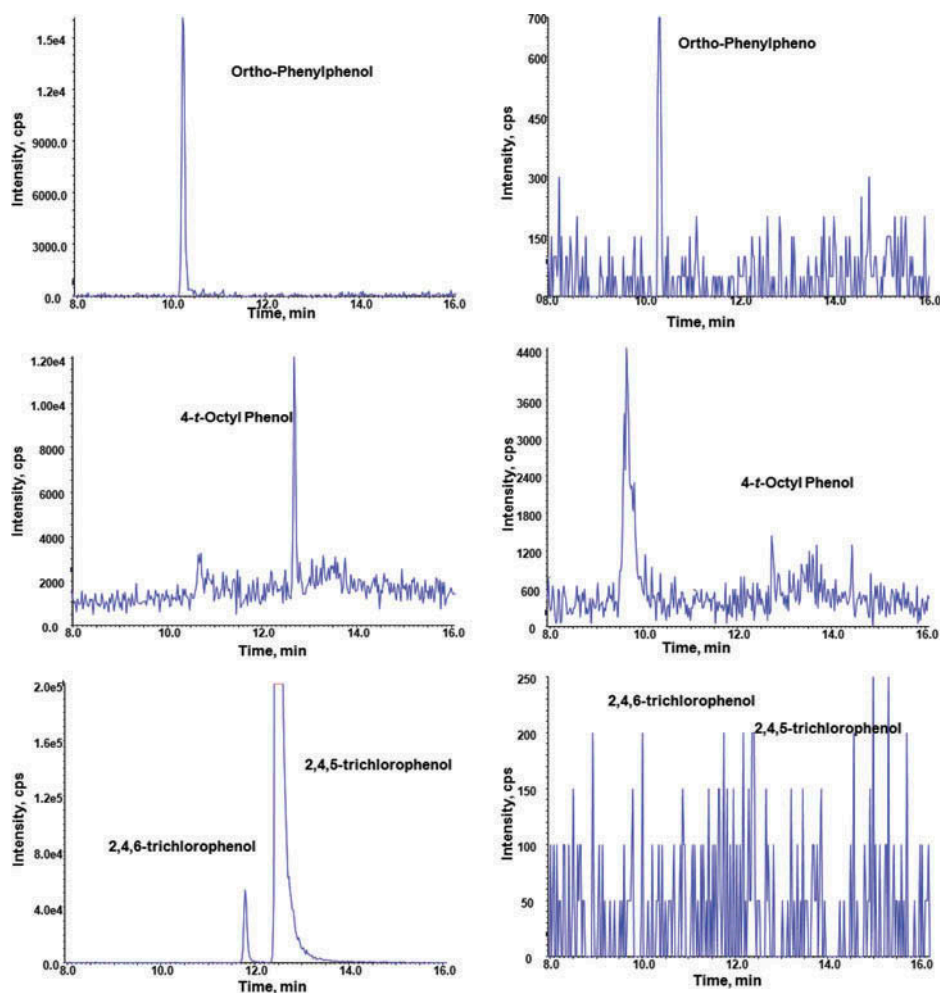 1.5e4
Ortho-Phenylphenol
1.2e4
Intensity, cps
9000.0
6000.0
3000.0
0.0
8.0 10.0 12.0 14.0 16.0
Time, min
700
Ortho-Phenylpheno
600
Intensity, cps
450
300
150
08.0 10.0 12.0 14.0 16.0
Time, min
1.20e4
1.00e4
4-t-Octyl Phenol
Intensity, cps
8000
6000
4000
2000
0.0
8.0 10.0 12.0 14.0 16.0
Time, min
4400
3600
Intensity, cps
3000
2400
4-t-Octyl Phenol
1800
1200
600
0.0
8.0 10.0 12.0 14.0 16.0
Time, min
2.0e5
1.6e5
2,4,5-trichlorophenol
Intensity, cps
1.2e5
2,4,6-trichlorophenol
8.0e4
4.0e4
0.0
8.0 10.0 12.0 14.0 16.0
Time, min
250
2,4,6-trichlorophenol
2,4,5-trichlorophenol
200
Intensity, cps
150
100
50
0
8.0 10.0 12.0 14.0 16.0
Time, min